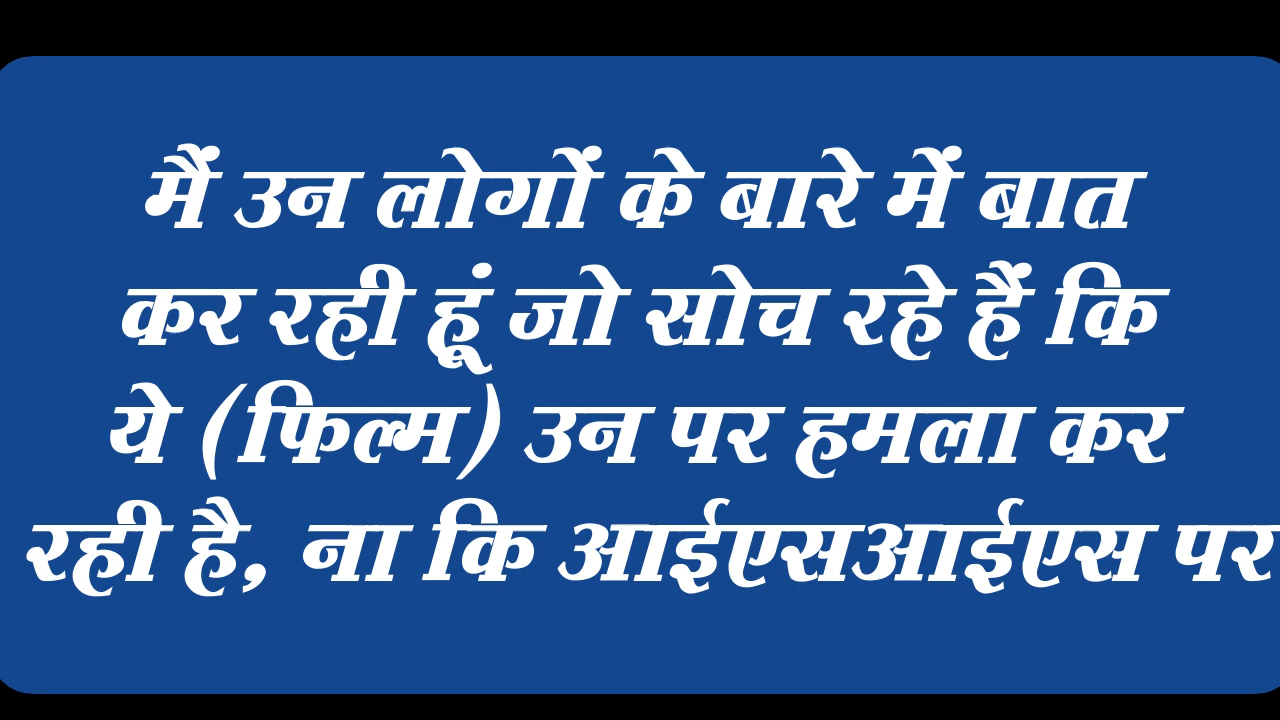 मैं उन लोगों के बारे में बात
कर रही हूं जो सोच रहे हैं कि
ये (फिल्म) उन पर हमला कर
रही है, ना कि आईएसआईएस पर